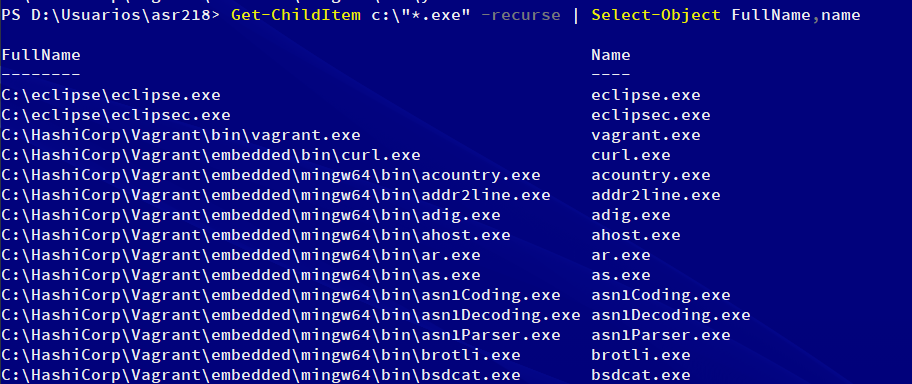 PS D:\Usuarios\asr218> Get-ChildItem c:\"*.exe" -recurse | Select-Object FullName,name
FullName Name
-------- ----
C:\eclipse\eclipse.exe eclipse.exe
C:\eclipse\eclipsec.exe eclipsec.exe
C:\HashiCorp\Vagrant\bin\vagrant.exe vagrant.exe
C:\HashiCorp\Vagrant\embedded\bin\curl.exe curl.exe
C:\HashiCorp\Vagrant\embedded\mingw64\bin\acountry.exe acountry.exe
C:\HashiCorp\Vagrant\embedded\mingw64\bin\addr2line.exe addr2line.exe
C:\HashiCorp\Vagrant\embedded\mingw64\bin\adig.exe adig.exe
C:\HashiCorp\Vagrant\embedded\mingw64\bin\ahost.exe ahost.exe
C:\HashiCorp\Vagrant\embedded\mingw64\bin\ar.exe ar.exe
C:\HashiCorp\Vagrant\embedded\mingw64\bin\as.exe as.exe
C:\HashiCorp\Vagrant\embedded\mingw64\bin\asn1Coding.exe asn1Coding.exe
C:\HashiCorp\Vagrant\embedded\mingw64\bin\asn1Decoding.exe asn1Decoding.exe
C:\HashiCorp\Vagrant\embedded\mingw64\bin\asn1Parser.exe asn1Parser.exe
C:\HashiCorp\Vagrant\embedded\mingw64\bin\brotli.exe brotli.exe
C:\HashiCorp\Vagrant\embedded\mingw64\bin\bsdcat.exe bsdcat.exe